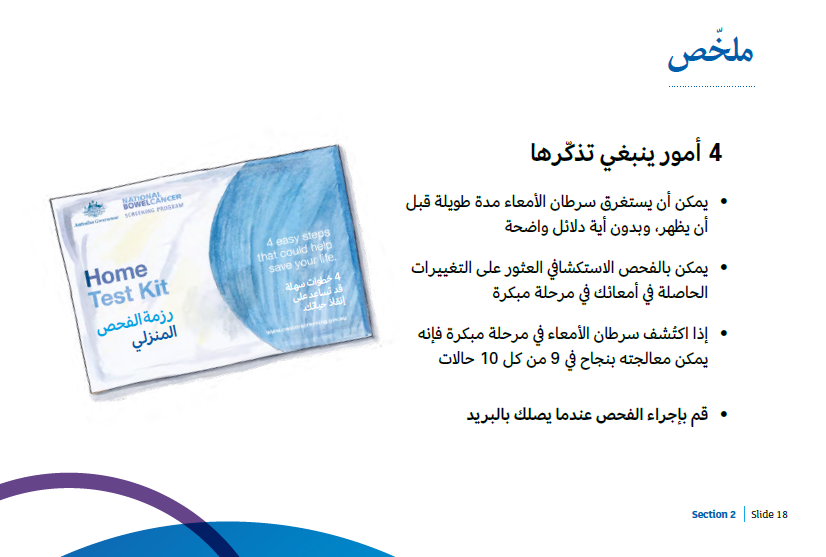 ملخّص
4 أمور ينبغي تذكّرها
• يمكن أن يستغرق سرطان الأمعاء مدة طويلة قبل
أن يظهر، وبدون أية دلائل واضحة
• يمكن بالفحص الاستكشافي العثور على التغييرات
الحاصلة في أمعائك في مرحلة مبكرة
• إذا اكتُشف سرطان الأمعاء في مرحلة مبكرة فإنه
يمكن معالجته بنجاح في 9 من كل 10 حالات
• قم بإجراء الفحص عندما يصلك بالبريد
Australian Government
NATIONAL
BOWELCANCER
SCREENING PROGRAM
Home
Test Kit
رزمة الفحص
المنزلي
4 easy steps
that could help
save your life.
4 خطوات سهلة
قد تساعد على
إنقاذ حياتك
Section 2 | Slide 18